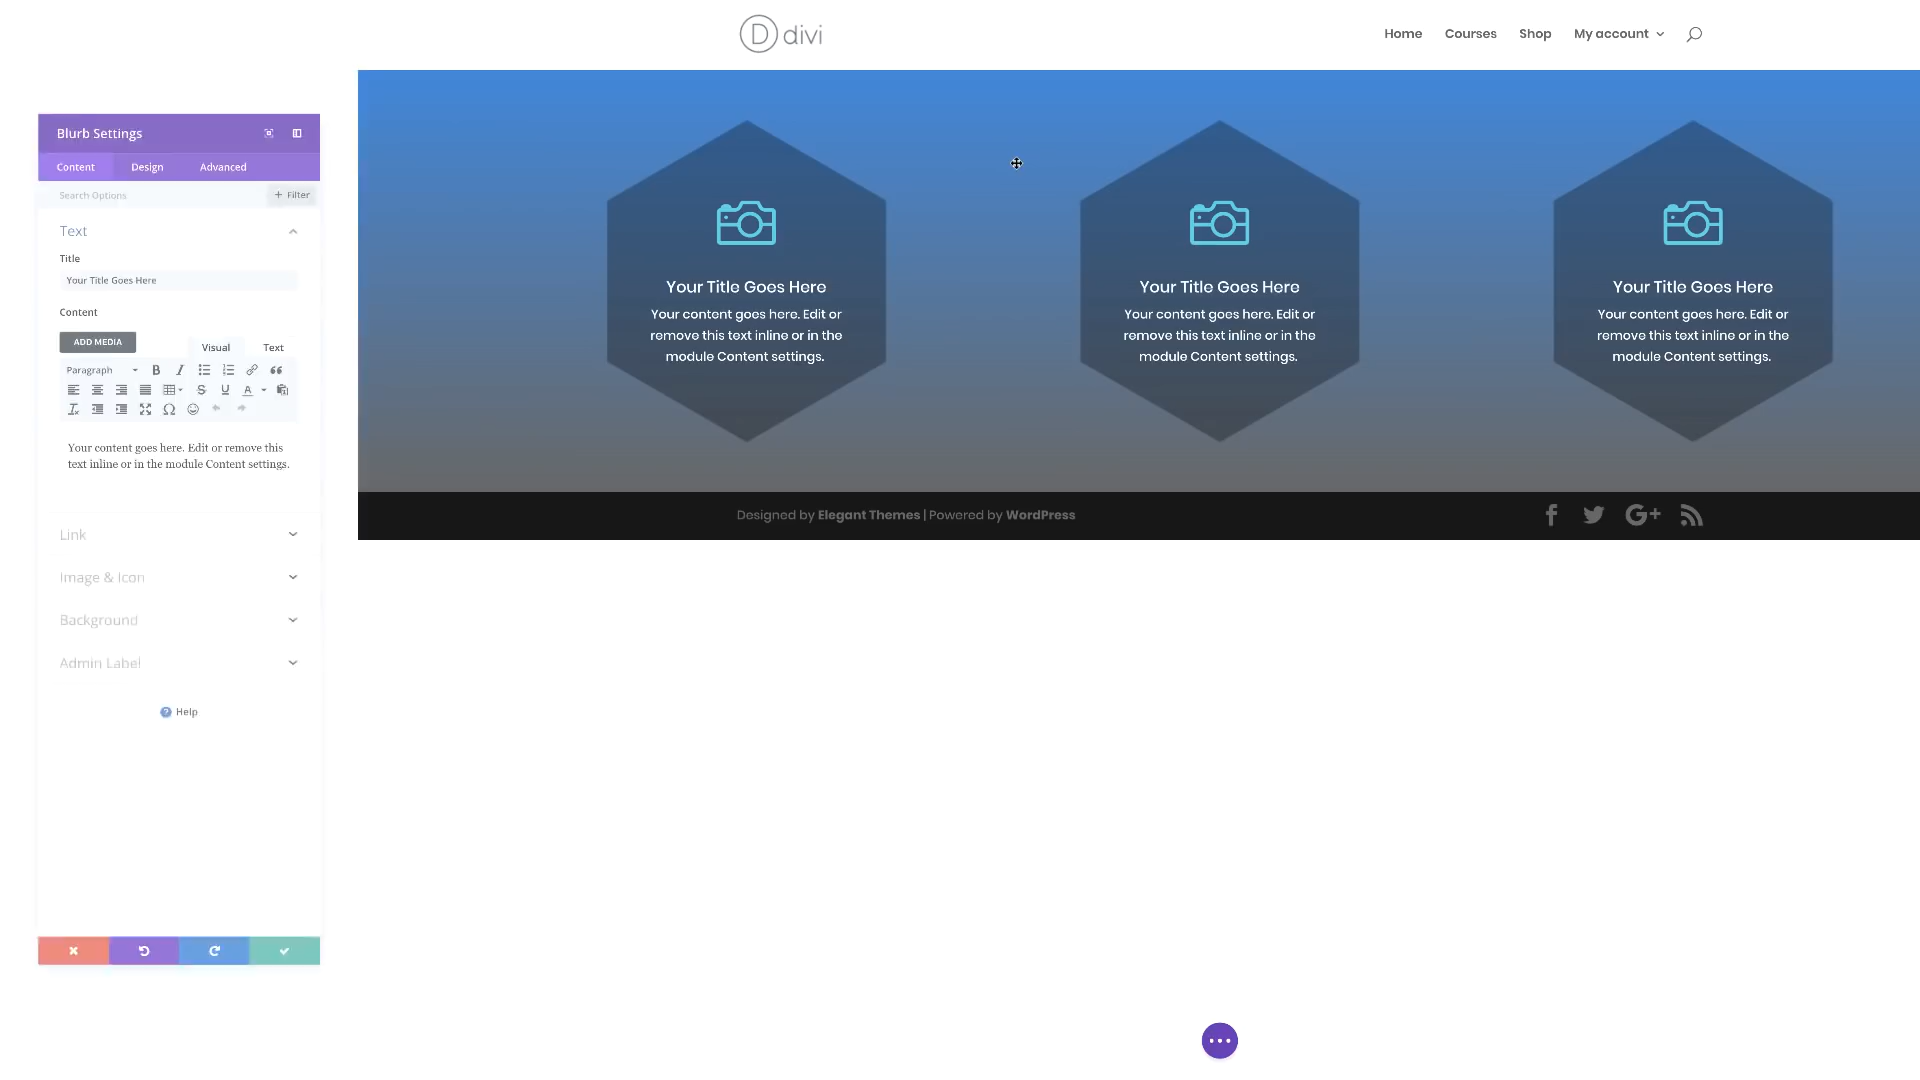 divi
Home
Courses
Shop
My account
Blurb Settings
Content
Design
Advanced
Search Options
+ Filter
Text
Title
Your Title Goes Here
Content
ADD MEDIA
Visual
Text
Paragraph
Your content goes here. Edit or remove this
text inline or in the module Content settings.
Link
Image & Icon
Background
Admin Label
Help
Your Title Goes Here
Your content goes here. Edit or
remove this text inline or in the
module Content settings.
Your Title Goes Here
Your content goes here. Edit or
remove this text inline or in the
module Content settings.
Your Title Goes Here
Your content goes here. Edit or
remove this text inline or in the
module Content settings.
Designed by Elegant Themes | Powered by WordPress